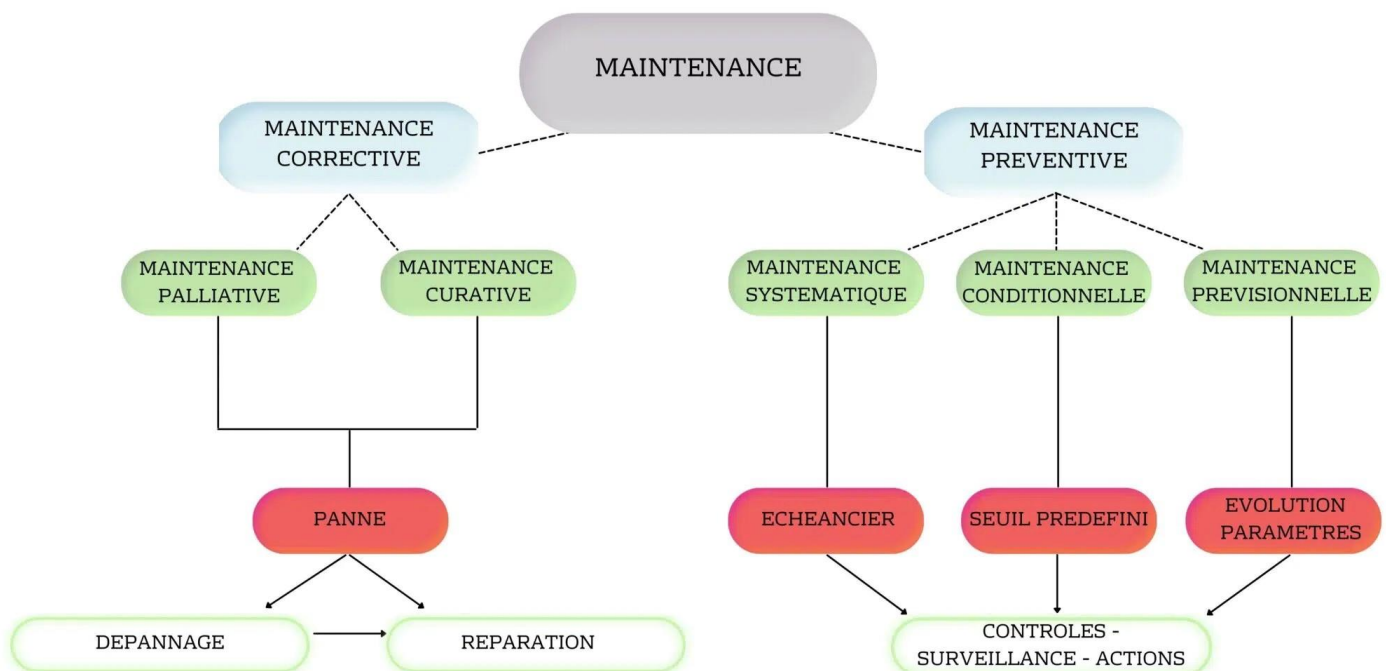 MAINTENANCE
MAINTENANCE
CORRECTIVE
MAINTENANCE
PREVENTIVE
MAINTENANCE
PALLIATIVE
MAINTENANCE
CURATIVE
MAINTENANCE
SYSTEMATIQUE
MAINTENANCE
CONDITIONNELLE
MAINTENANCE
PREVISIONNELLE
PANNE
ECHEANCIER
SEUIL PREDEFINI
EVOLUTION
PARAMETRES
DEPANNAGE
REPARATION
CONTROLES -
SURVEILLANCE - ACTIONS